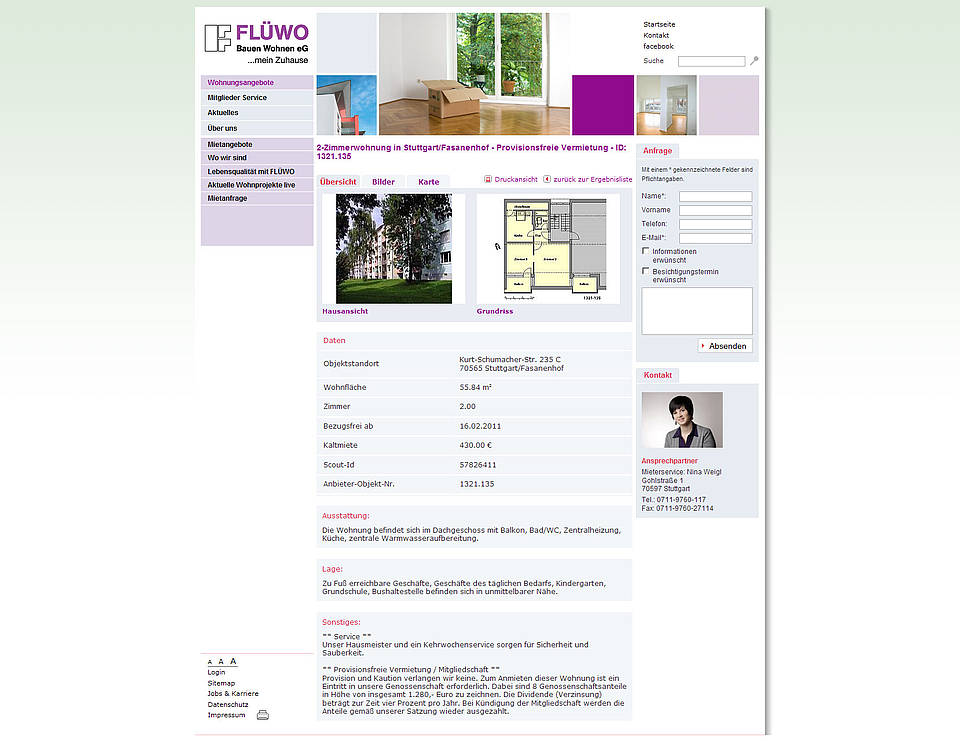 FLÜWO
Bauen Wohnen eG
...mein Zuhause
Startseite
Kontakt
facebook
Suche
Wohnungsangebote
Mitglieder Service
Aktuelles
Über uns
Mietangebote
Wo wir sind
Lebensqualität mit FLÜWO
Aktuelle Wohnprojekte live
Mietanfrage
2-Zimmerwohnung in Stuttgart/Fasanenhof - Provisionsfreie Vermietung - ID:
1321.135
Übersicht Bilder Karte Druckansicht zurück zur Ergebnisliste
Hausansicht Grundriss
1321-135
Daten
Objektstandort Kurt-Schumacher-Str. 235 C
70565 Stuttgart/Fasanenhof
Wohnfläche 55.84 m²
Zimmer 2.00
Bezugsfrei ab 16.02.2011
Kaltmiete 430.00 €
Scout-Id 57826411
Anbieter-Objekt-Nr. 1321.135
Ausstattung:
Die Wohnung befindet sich im Dachgeschoss mit Balkon, Bad/WC, Zentralheizung,
Küche, zentrale Warmwasseraufbereitung.
Lage:
Zu Fuß erreichbare Geschäfte, Geschäfte des täglichen Bedarfs, Kindergarten,
Grundschule, Bushaltestelle befinden sich in unmittelbarer Nähe.
Sonstiges:
** Service **
Unser Hausmeister und ein Kehrwochenservice sorgen für Sicherheit und
Sauberkeit.
** Provisionsfreie Vermietung / Mitgliedschaft **
Provision und Kaution verlangen wir keine. Zum Anmieten dieser Wohnung ist ein
Eintritt in unsere Genossenschaft erforderlich. Dabei sind 8 Genossenschaftsanteile
in Höhe von insgesamt 1.280,- Euro zu zeichnen. Die Dividende (Verzinsung)
beträgt zur Zeit vier Prozent pro Jahr. Bei Kündigung der Mitgliedschaft werden die
Anteile gemäß unserer Satzung wieder ausgezahlt.
Anfrage
Mit einem * gekennzeichnete Felder sind
Pflichtangaben.
Name*:
Vorname
Telefon:
E-Mail*:
Informationen
erwünscht
Besichtigungstermin
erwünscht
Absenden
Kontakt
Ansprechpartner
Mieterservice: Nina Weigl
Gohlstraße 1
70597 Stuttgart
Tel.: 0711-9760-117
Fax: 0711-9760-27114
A A A
Login
Sitemap
Jobs & Karriere
Datenschutz
Impressum